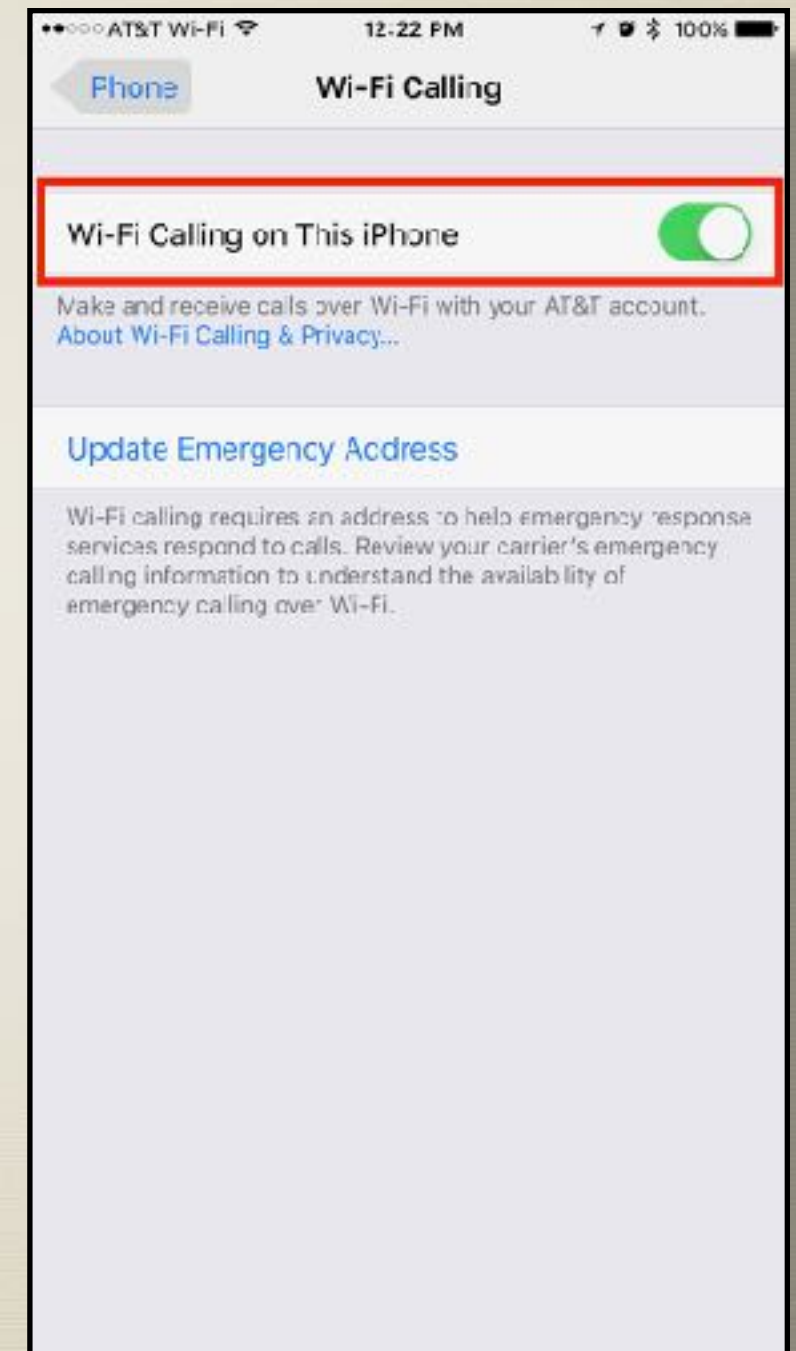 AT&T Wi-Fi 12:22 PM 100%
Phone Wi-Fi Calling
Wi-Fi Calling on This iPhone
Make and receive calls over Wi-Fi with your AT&T account.
About Wi-Fi Calling & Privacy...
Update Emergency Address
Wi-Fi calling requires an address to help emergency response
services respond to calls. Review your carrier's emergency
calling information to understand the availability of
emergency calling over Wi-Fi.